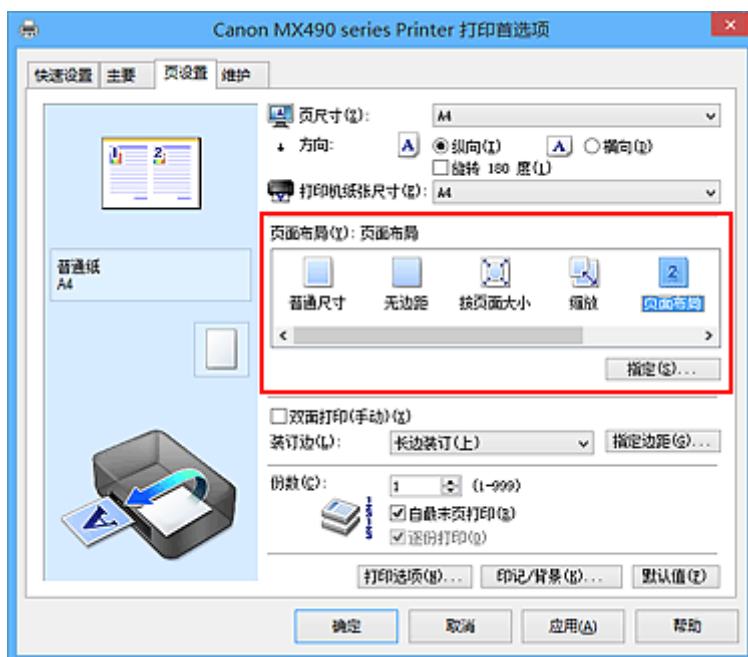 Canon MX490 series Printer 打印首选项
快速设置 主要 页设置 维护
1 2
普通纸
A4
页尺寸(Z): A4
方向: A 纵向(I) A 横向(D)
旋转 180 度(L)
打印机纸张尺寸(E): A4
页面布局(Y): 页面布局
2
普通尺寸 无边距 按页面大小 缩放 页面布局
指定(S)...
双面打印(手动)(X)
装订边(L): 长边装订(上) 指定边距(G)...
份数(C): 1 (1-999)
自最末页打印(R)
逐份打印(O)
A
打印选项(N)... 印记/背景(K)... 默认值(F)
确定 取消 应用(A) 帮助